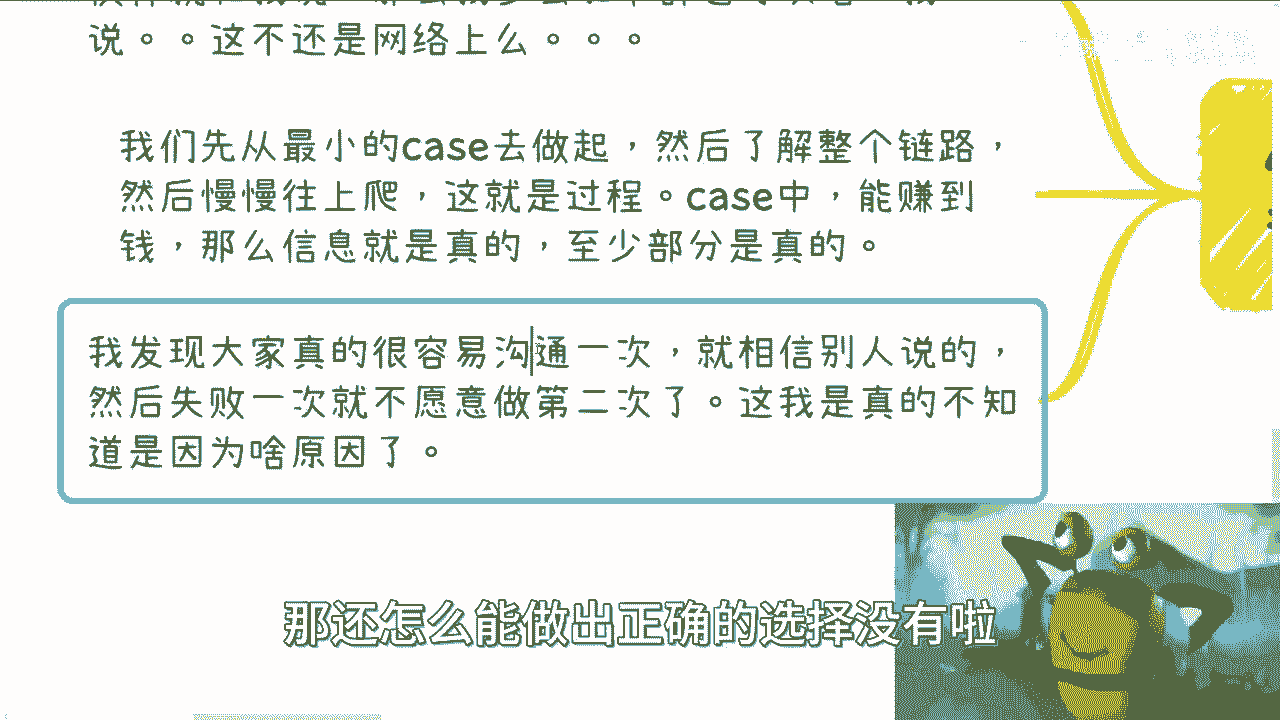 说。。这不还是网络上么。。。
我们先从最小的case去做起，然后了解整个链路，
然后慢慢往上爬，这就是过程。case中，能赚到
钱，那么信息就是真的，至少部分是真的。
我发现大家真的很容易沟通一次，就相信别人说的，
然后失败一次就不愿意做第二次了。这我是真的不知
道是因为啥原因了。
那还怎么能做出正确的选择没有啦